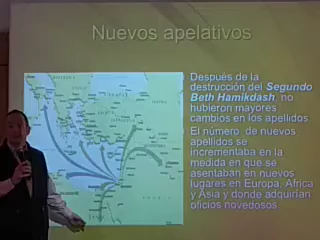 Nuevos apelativos
Después de la
destrucción del Segundo
Beth Hamikdash, no
hubieron mayores
cambios en los apellidos.
El número de nuevos
apellidos se
incrementaba en la
medida en que se
asentaban en nuevos
lugares en Europa, Africa
y Asia y donde adquirían
oficios novedosos.